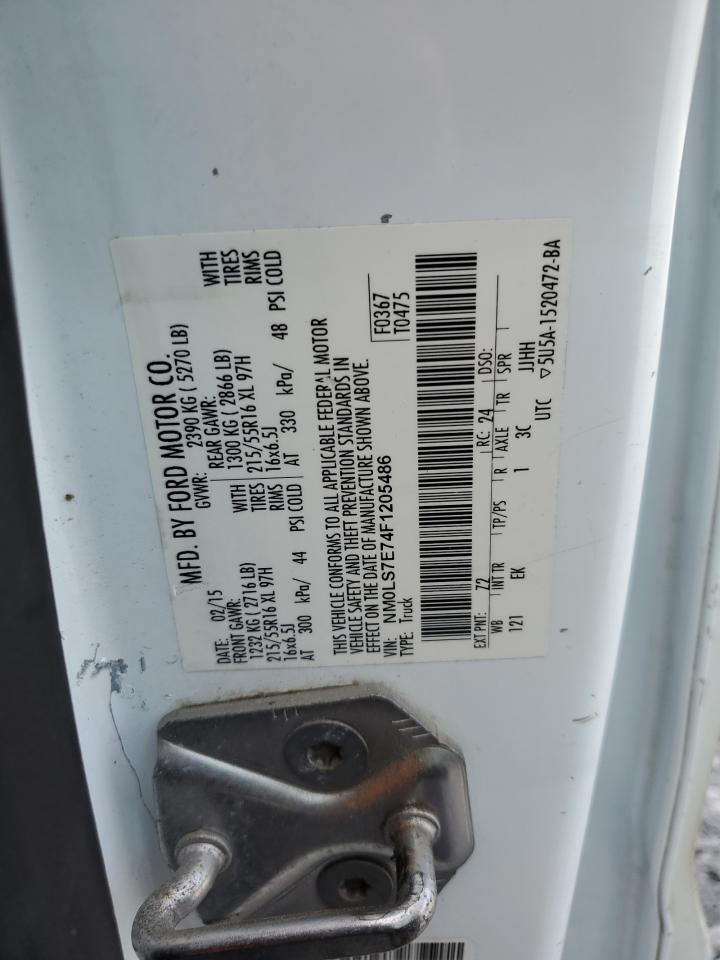 MFD. BY FORD MOTOR CO.
DATE: 02/15 GVWR: 2390 KG ( 5270 LB)
FRONT GAWR: REAR GAWR:
1232 KG ( 2716 LB) WITH 1300 KG ( 2866 LB) WITH
215/55R16 XL 97H TIRES 215/55R16 XL 97H TIRES
16x6.5J RIMS 16x6.5J RIMS
AT 300 kPa/ 44 PSI COLD AT 330 kPa/ 48 PSI COLD
THIS VEHICLE CONFORMS TO ALL APPLICABLE FEDERAL MOTOR
VEHICLE SAFETY AND THEFT PREVENTION STANDARDS IN
EFFECT ON THE DATE OF MANUFACTURE SHOWN ABOVE.
VIN: NM0LS7E74F1205486 F0367
TYPE: Truck T0475
EXT PNT: Z2 RC: 24 DSO:
WB INT TR TP/PS R AXLE TR SPR
121 EK 1 3C JJHH
UTC ▽5U5A-1520472-BA